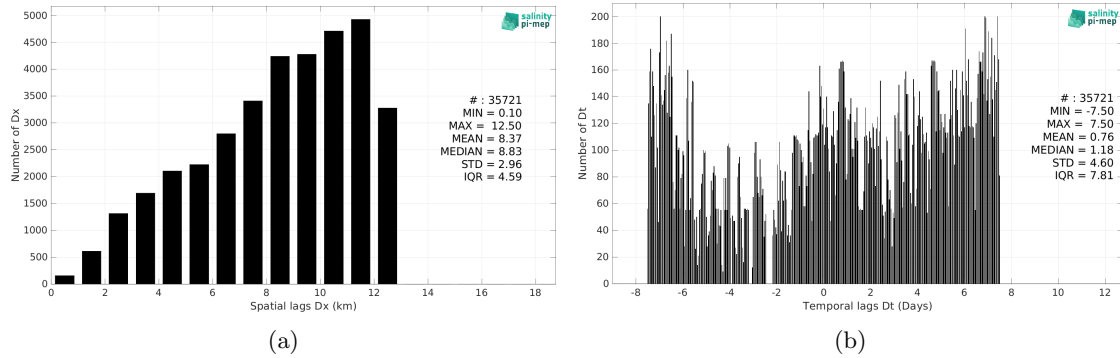 5000
4500
4000
3500
3000
2500
2000
1500
1000
500
0
Number of Dx
salinity
pi-mep
# : 35721
MIN = 0.10
MAX = 12.50
MEAN = 8.37
MEDIAN = 8.83
STD = 2.96
IQR = 4.59
0 2 4 6 8 10 12 14 16 18
Spatial lags Dx (km)
(a)
200
180
160
140
120
100
80
60
40
20
0
Number of Dt
salinity
pi-mep
# : 35721
MIN = -7.50
MAX = 7.50
MEAN = 0.76
MEDIAN = 1.18
STD = 4.60
IQR = 7.81
-8 -6 -4 -2 0 2 4 6 8 10 12
Temporal lags Dt (Days)
(b)